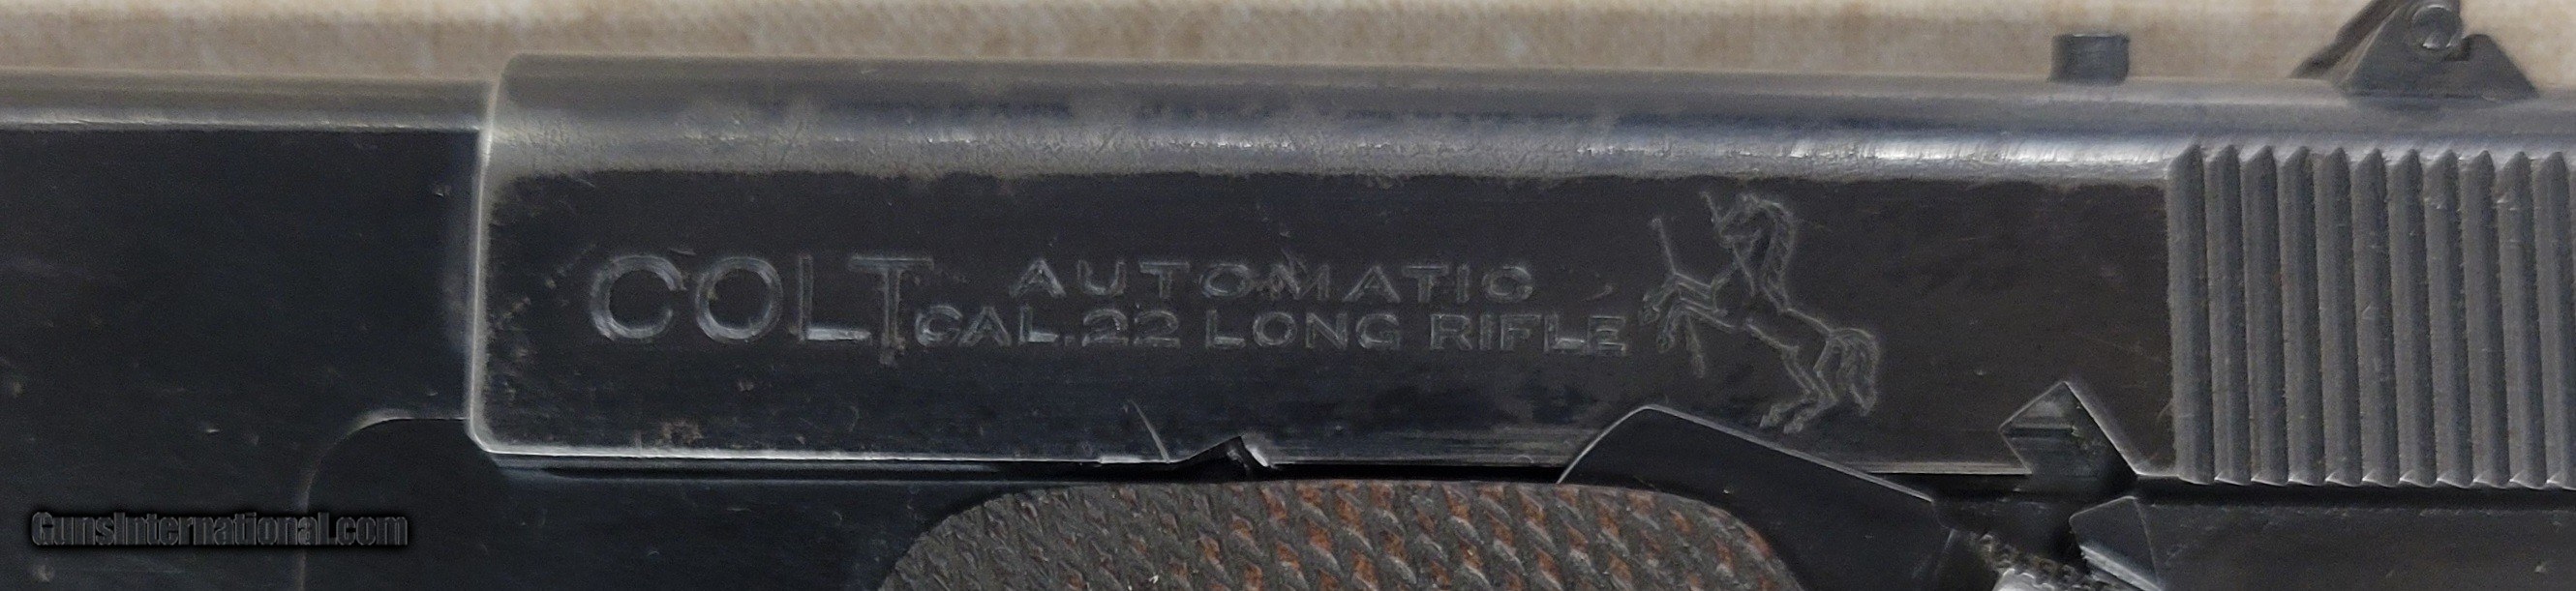 COLT AUTOMATIC
CAL.22 LONG RIFLE
GunsInternational.com